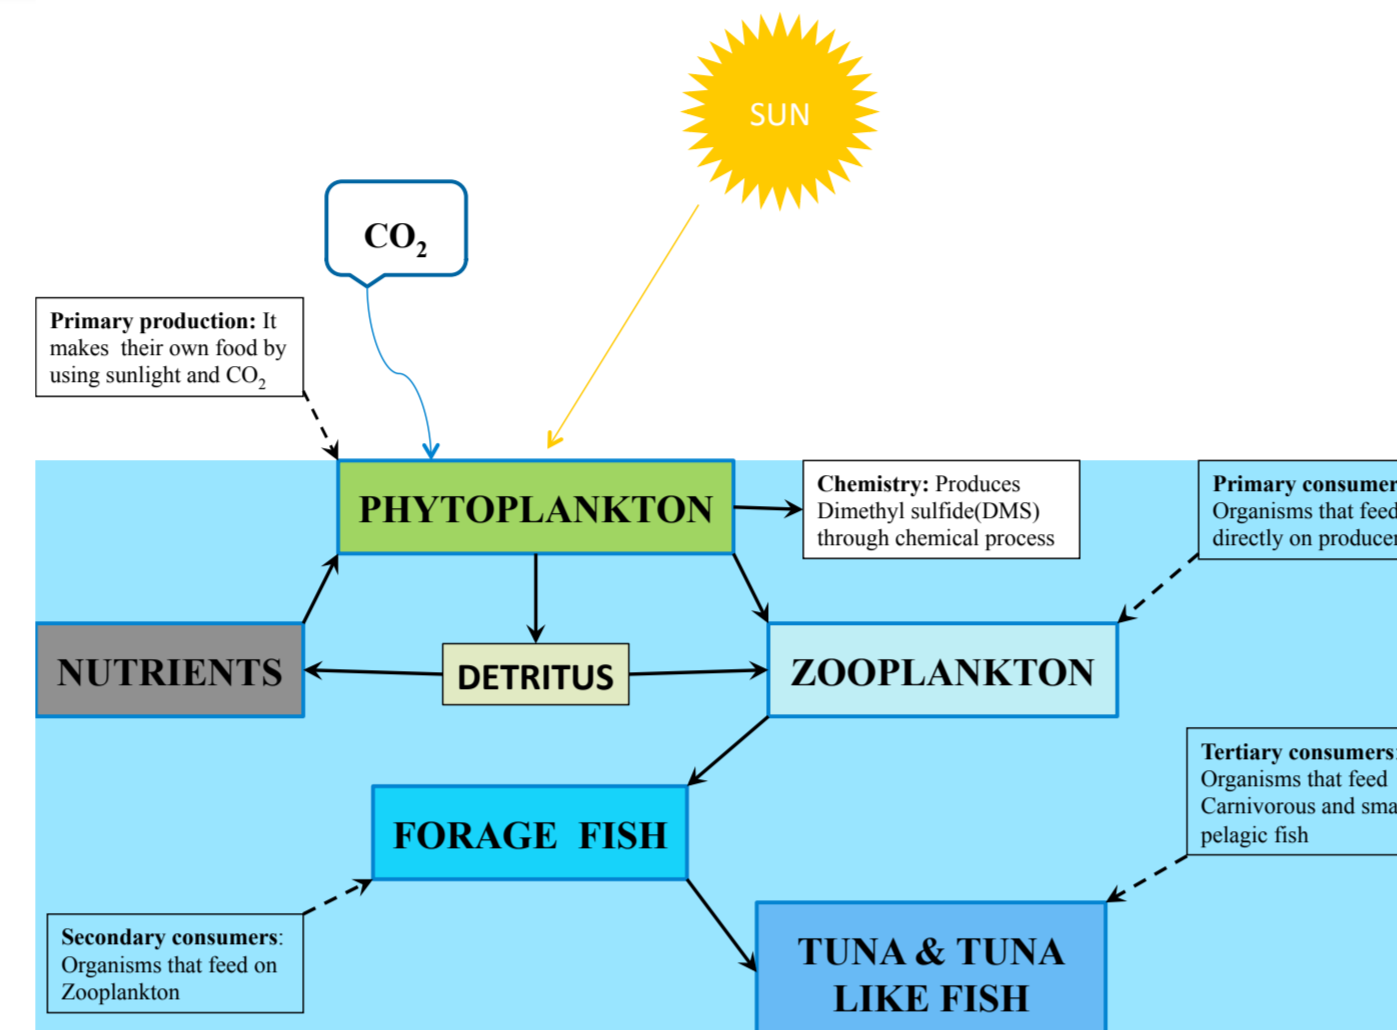 SUN
CO₂
Primary production: It
makes their own food by
using sunlight and CO₂
PHYTOPLANKTON
Chemistry: Produces
Dimethyl sulfide(DMS)
through chemical process
Primary consumer
Organisms that feed
directly on
NUTRIENTS
DETRITUS
ZOOPLANKTON
Tertiary consumers:
Organisms that feed
Carnivorous and
pelagic fish
FORAGE FISH
Secondary consumers:
Organisms that feed on
Zooplankton
TUNA & TUNA
LIKE FISH